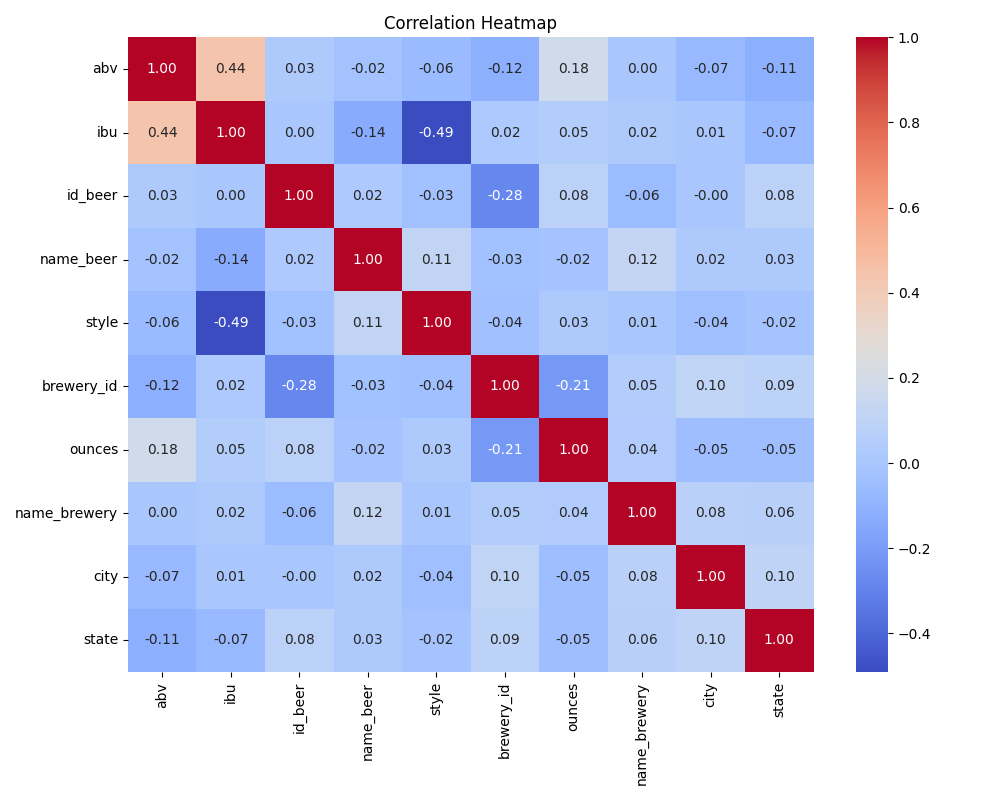 Correlation Heatmap
abv 1.00 0.44 0.03 -0.02 -0.06 -0.12 0.18 0.00 -0.07 -0.11
ibu 0.44 1.00 0.00 -0.14 -0.49 0.02 0.05 0.02 0.01 -0.07
id_beer 0.03 0.00 1.00 0.02 -0.03 -0.28 0.08 -0.06 -0.00 0.08
name_beer -0.02 -0.14 0.02 1.00 0.11 -0.03 -0.02 0.12 0.02 0.03
style -0.06 -0.49 -0.03 0.11 1.00 -0.04 0.03 0.01 -0.04 -0.02
brewery_id -0.12 0.02 -0.28 -0.03 -0.04 1.00 -0.21 0.05 0.10 0.09
ounces 0.18 0.05 0.08 -0.02 0.03 -0.21 1.00 0.04 -0.05 -0.05
name_brewery 0.00 0.02 -0.06 0.12 0.01 0.05 0.04 1.00 0.08 0.06
city -0.07 0.01 -0.00 0.02 -0.04 0.10 -0.05 0.08 1.00 0.10
state -0.11 -0.07 0.08 0.03 -0.02 0.09 -0.05 0.06 0.10 1.00
abv ibu id_beer name_beer style brewery_id ounces name_brewery city state
1.0
0.8
0.6
0.4
0.2
0.0
−0.2
−0.4